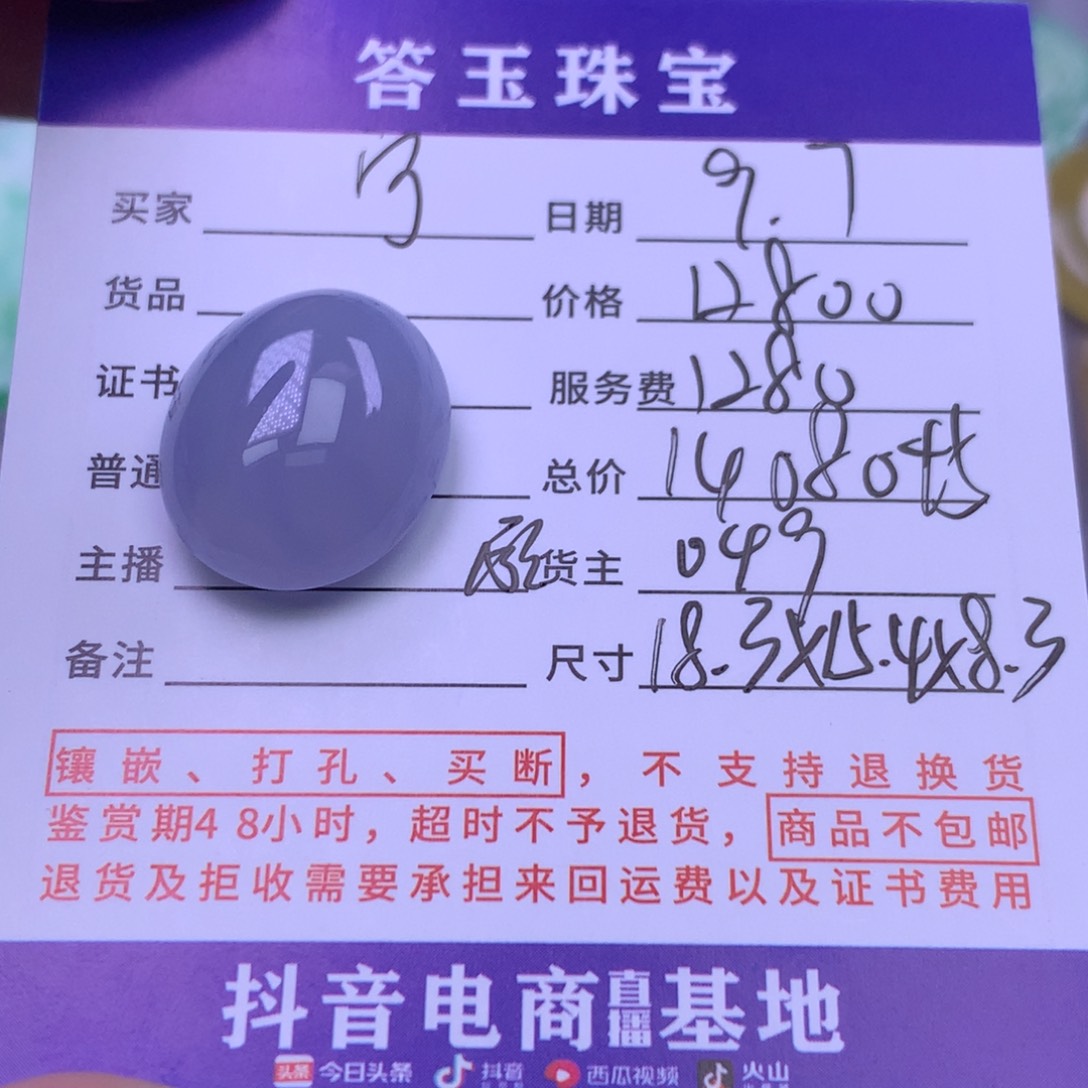 答玉珠宝
买家 日期 9.7
货品 价格 12800
证书 服务费 1280
普通 总价 14080
主播 货主 049
备注 尺寸 18.3x15.4x8.3
镶嵌、打孔、买断，不支持退换货
鉴赏期48小时，超时不予退货，商品不包邮
退货及拒收需要承担来回运费以及证书费用
抖音电商直播基地
头条 今日头条 抖音 西瓜视频 火山